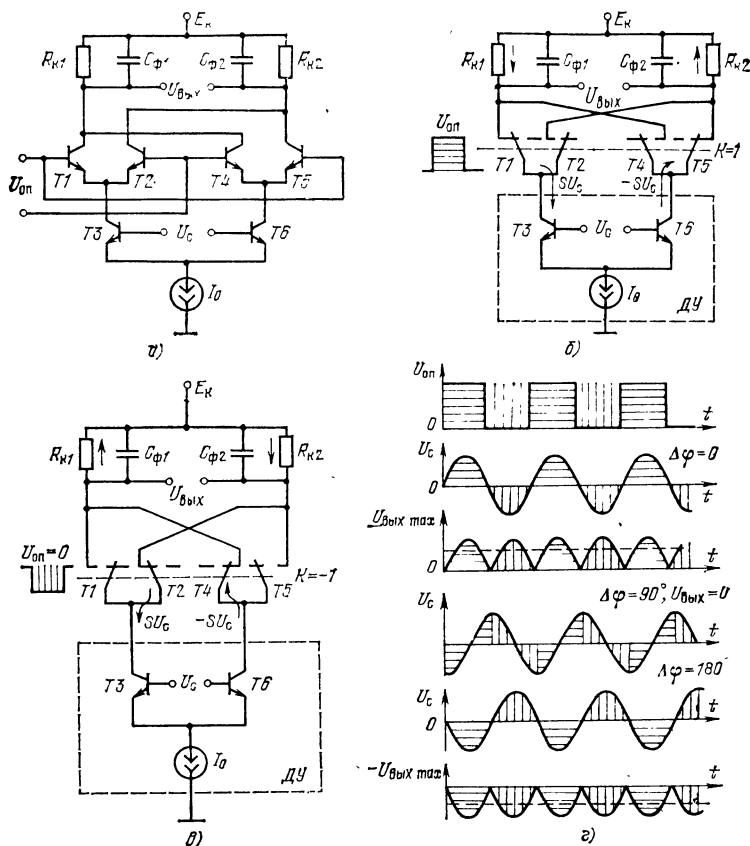 Eк
Rк1
Cф1
Cф2
Rк2
Uвых
Uоп
T1
T2
T4
T5
T3
Uс
T6
I0
а)
Eк
Rк1
Cф1
Cф2
Rк2
Uвых
Uоп
K=1
T1
T2
T4
T5
SUс
-SUс
T3
Uс
T6
I0
ДУ
б)
Eк
Rк1
Cф1
Cф2
Rк2
Uвых
Uоп=0
K=-1
T1
T2
T4
T5
SUс
-SUс
T3
Uс
T6
I0
ДУ
в)
Uоп
0
t
Uс
Δφ=0
0
t
Uвых max
0
t
Uс
Δφ=90°, Uвых=0
t
Uс
Δφ=180°
0
t
-Uвых max
t
г)